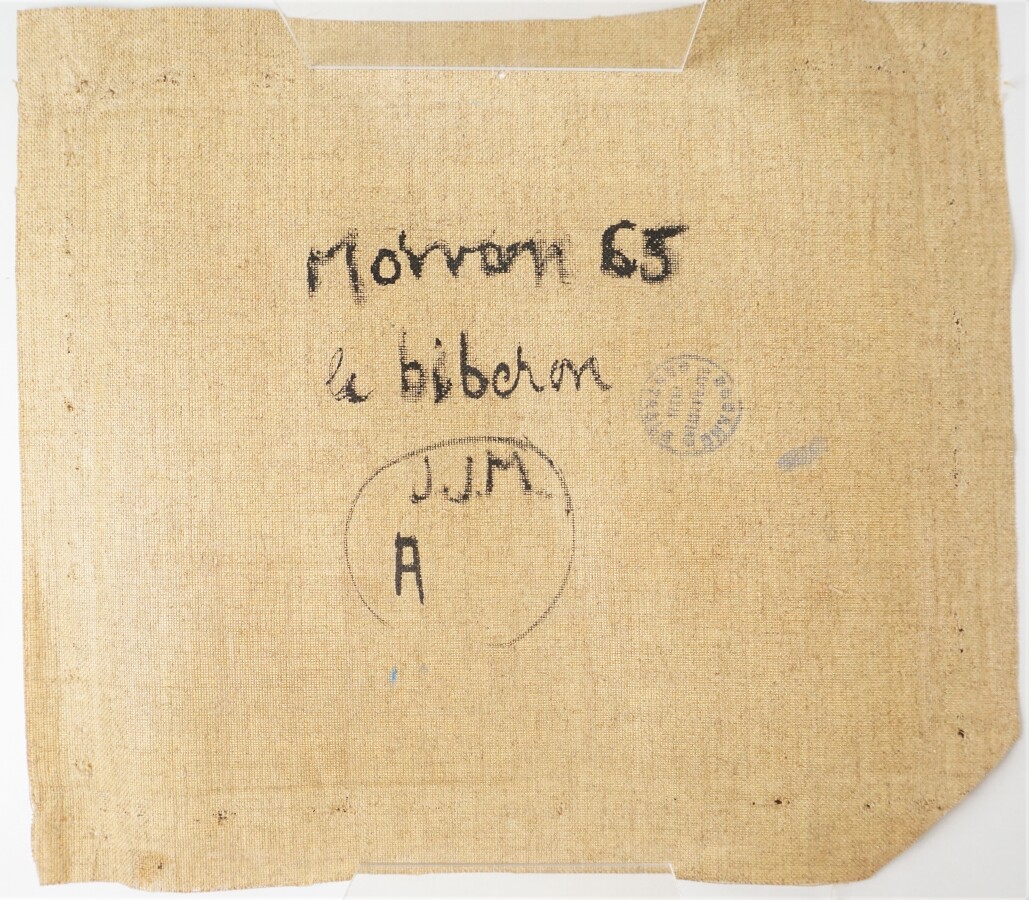 Morvan 65
le biberon
J.J.M.
A